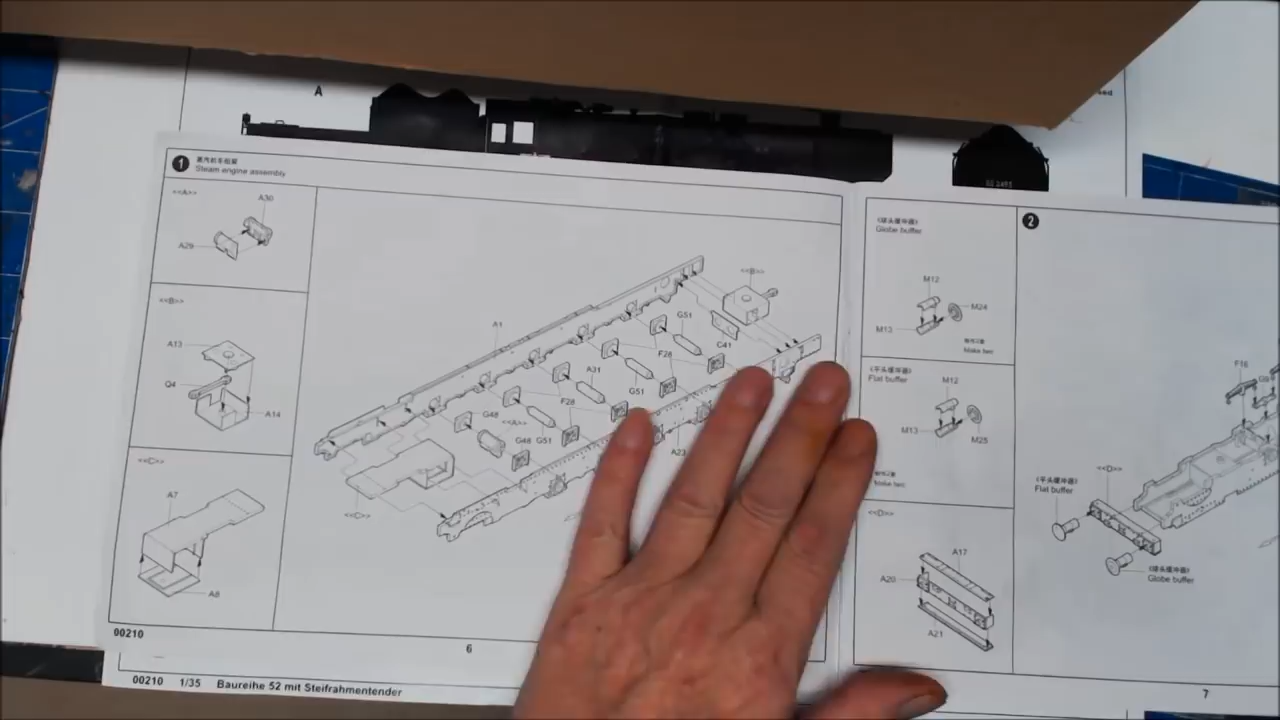 A
1
Steam engine assembly
<<A>>
A30
A29
<<B>>
A13
Q4
A14
<<C>>
A7
A8
A1
<<B>>
G51
C41
F28
A31
G51
F28
G48
<<A>>
G48
G51
A23
00210
6
00210 1/35 Baureihe 52 mit Steifrahmentender
Globe buffer
M12
M24
M13
Make two
Flat buffer
M12
M13
M25
Make two
<<D>>
A17
A20
A21
2
F16
<<D>>
Flat buffer
Globe buffer
7